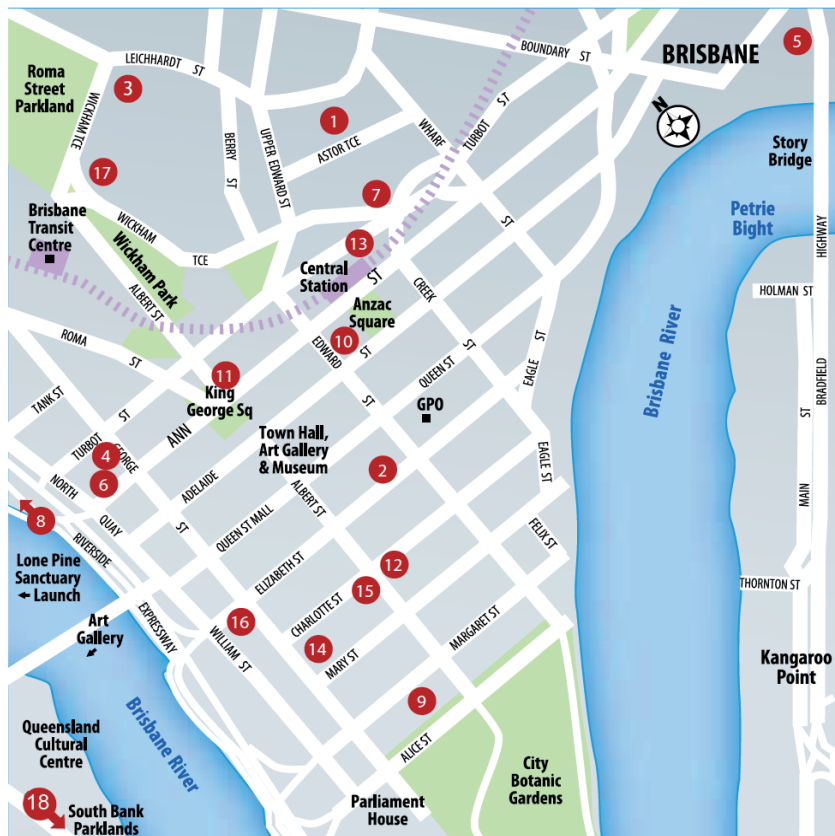 BRISBANE
5
BOUNDARY ST
LEICHHARDT ST
Roma
Street
Parkland
WICKHAM TCE
3
1
ASTOR TCE
BERRY ST
UPPER EDWARD ST
WHARF ST
TURBOT ST
N
Story
Bridge
Petrie
Bight
17
7
Brisbane
Transit
Centre
WICKHAM TCE
Wickham Park
13
Central
Station
ST
CREEK ST
HIGHWAY
HOLMAN ST
ALBERT ST
Anzac
Square
10
EDWARD ST
ST
ROMA ST
11
King
George Sq
QUEEN ST
EAGLE ST
Brisbane River
BRADFIELD
TANK ST
GPO
TURBOT ST
ANN
Town Hall,
Art Gallery
& Museum
2
EAGLE ST
MAIN ST
4
GEORGE ST
6
NORTH QUAY
ADELAIDE
ALBERT ST
8
QUEEN ST MALL
FELIX ST
RIVERSIDE EXPRESSWAY
Lone Pine
Sanctuary
Launch
ELIZABETH ST
12
15
THORNTON ST
Art
Gallery
16
CHARLOTTE ST
WILLIAM ST
14
MARY ST
MARGARET ST
Kangaroo
Point
9
Queensland
Cultural
Centre
Brisbane River
ALICE ST
City
Botanic
Gardens
18
South Bank
Parklands
Parliament
House